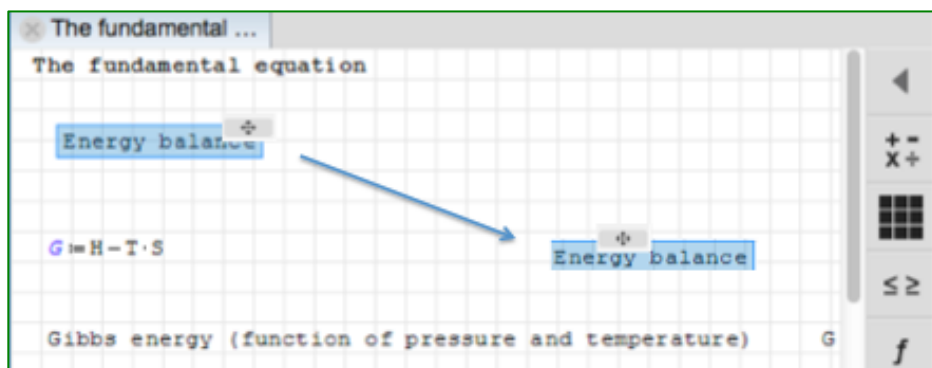 The fundamental ...
The fundamental equation
Energy balance
G≔H−T·S
Energy balance
Gibbs energy (function of pressure and temperature) G
+ -
x ÷
≤ ≥
f